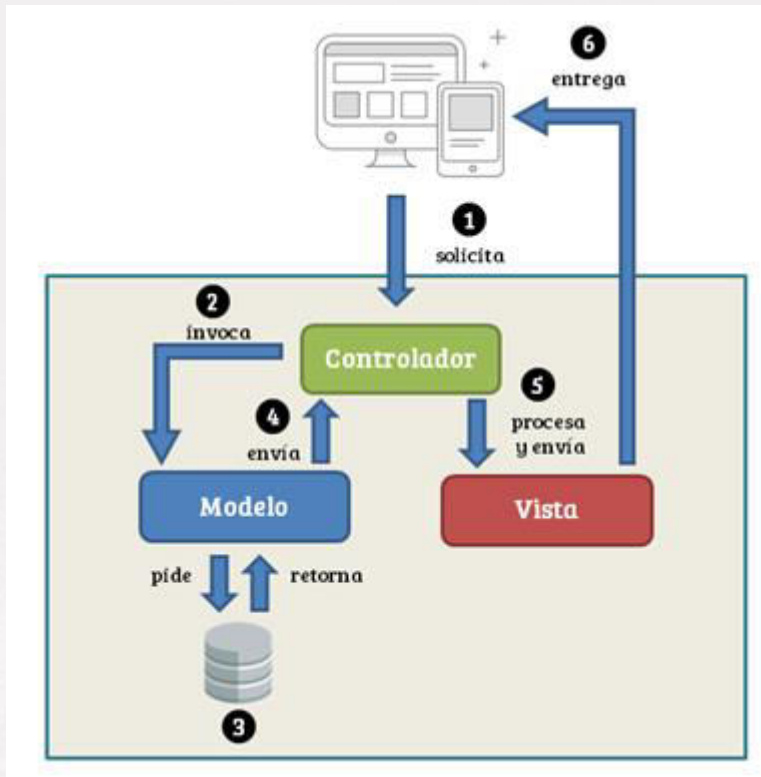 6
entrega
1
solicita
2
invoca
Controlador
5
procesa
y envía
4
envía
Modelo
Vista
pide
retorna
3